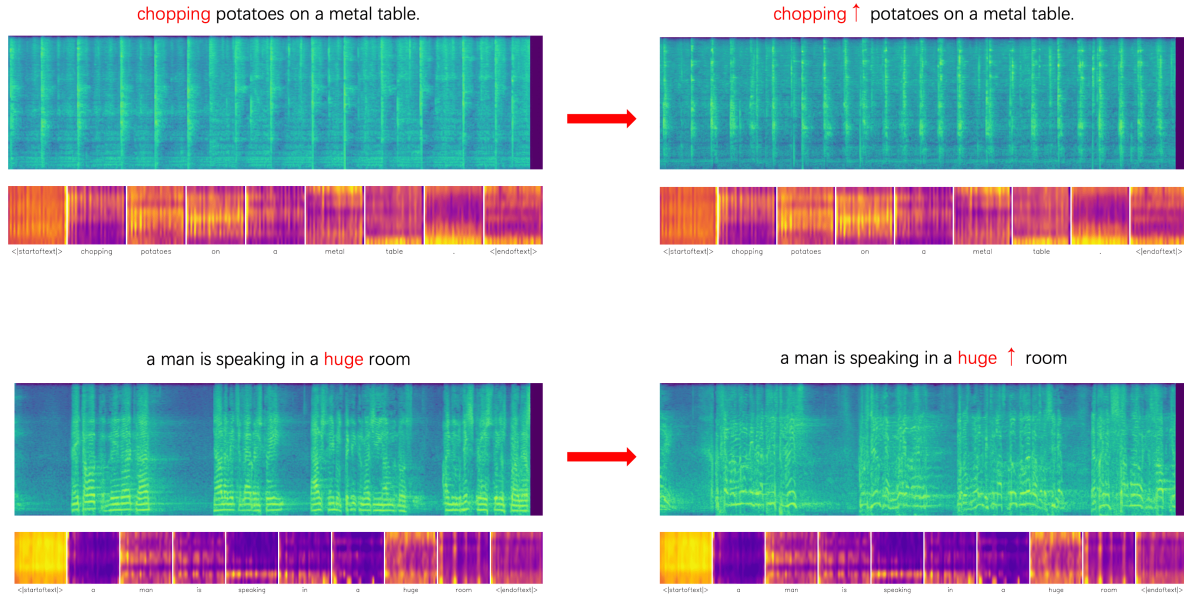 chopping potatoes on a metal table.
chopping ↑ potatoes on a metal table.
<|startoftext|> chopping potatoes on a metal table . <|endoftext|>
<|startoftext|> chopping potatoes on a metal table . <|endoftext|>
a man is speaking in a huge room
a man is speaking in a huge ↑ room
<|startoftext|> a man is speaking in a huge room <|endoftext|>
<|startoftext|> a man is speaking in a huge room <|endoftext|>